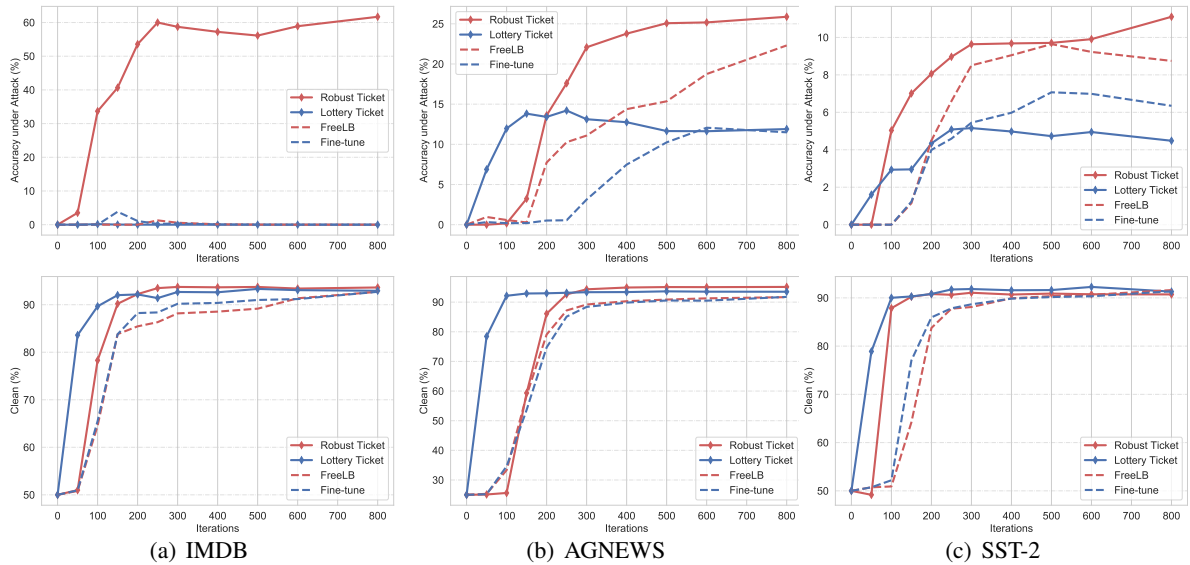 60
50
40
30
20
10
0
Accuracy under Attack (%)
Robust Ticket
Lottery Ticket
FreeLB
Fine-tune
0 100 200 300 400 500 600 700 800
Iterations
25
20
15
10
5
0
Accuracy under Attack (%)
Robust Ticket
Lottery Ticket
FreeLB
Fine-tune
0 100 200 300 400 500 600 700 800
Iterations
10
8
6
4
2
0
Accuracy under Attack (%)
Robust Ticket
Lottery Ticket
FreeLB
Fine-tune
0 100 200 300 400 500 600 700 800
Iterations
90
80
70
60
50
Clean (%)
Robust Ticket
Lottery Ticket
FreeLB
Fine-tune
0 100 200 300 400 500 600 700 800
Iterations
90
80
70
60
50
40
30
Clean (%)
Robust Ticket
Lottery Ticket
FreeLB
Fine-tune
0 100 200 300 400 500 600 700 800
Iterations
90
80
70
60
50
Clean (%)
Robust Ticket
Lottery Ticket
FreeLB
Fine-tune
0 100 200 300 400 500 600 700 800
Iterations
(a) IMDB
(b) AGNEWS
(c) SST-2